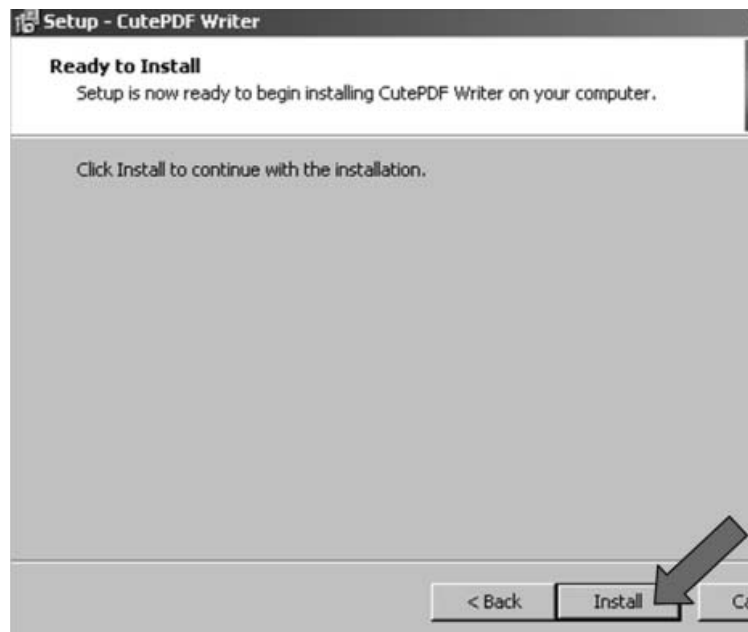 Setup - CutePDF Writer
Ready to Install
Setup is now ready to begin installing CutePDF Writer on your computer.
Click Install to continue with the installation.
< Back Install